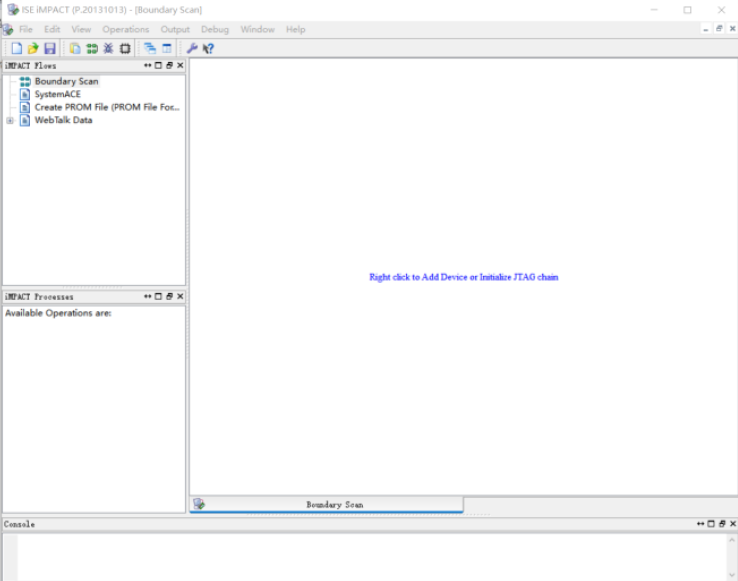 ISE iMPACT (P.20131013) - [Boundary Scan]
File Edit View Operations Output Debug Window Help
iMPACT Flows
Boundary Scan
SystemACE
Create PROM File (PROM File For...
WebTalk Data
Right click to Add Device or Initialize JTAG chain
iMPACT Processes
Available Operations are:
Boundary Scan
Console